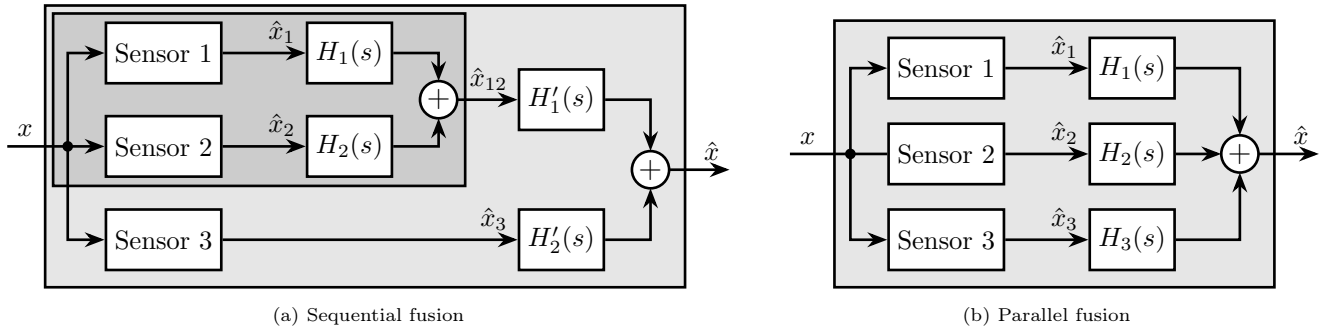 x
Sensor 1
x̂₁
H₁(s)
+
x̂₁₂
H′₁(s)
Sensor 2
x̂₂
H₂(s)
+
x̂
Sensor 3
x̂₃
H′₂(s)
(a) Sequential fusion
x
Sensor 1
x̂₁
H₁(s)
Sensor 2
x̂₂
H₂(s)
+
x̂
Sensor 3
x̂₃
H₃(s)
(b) Parallel fusion